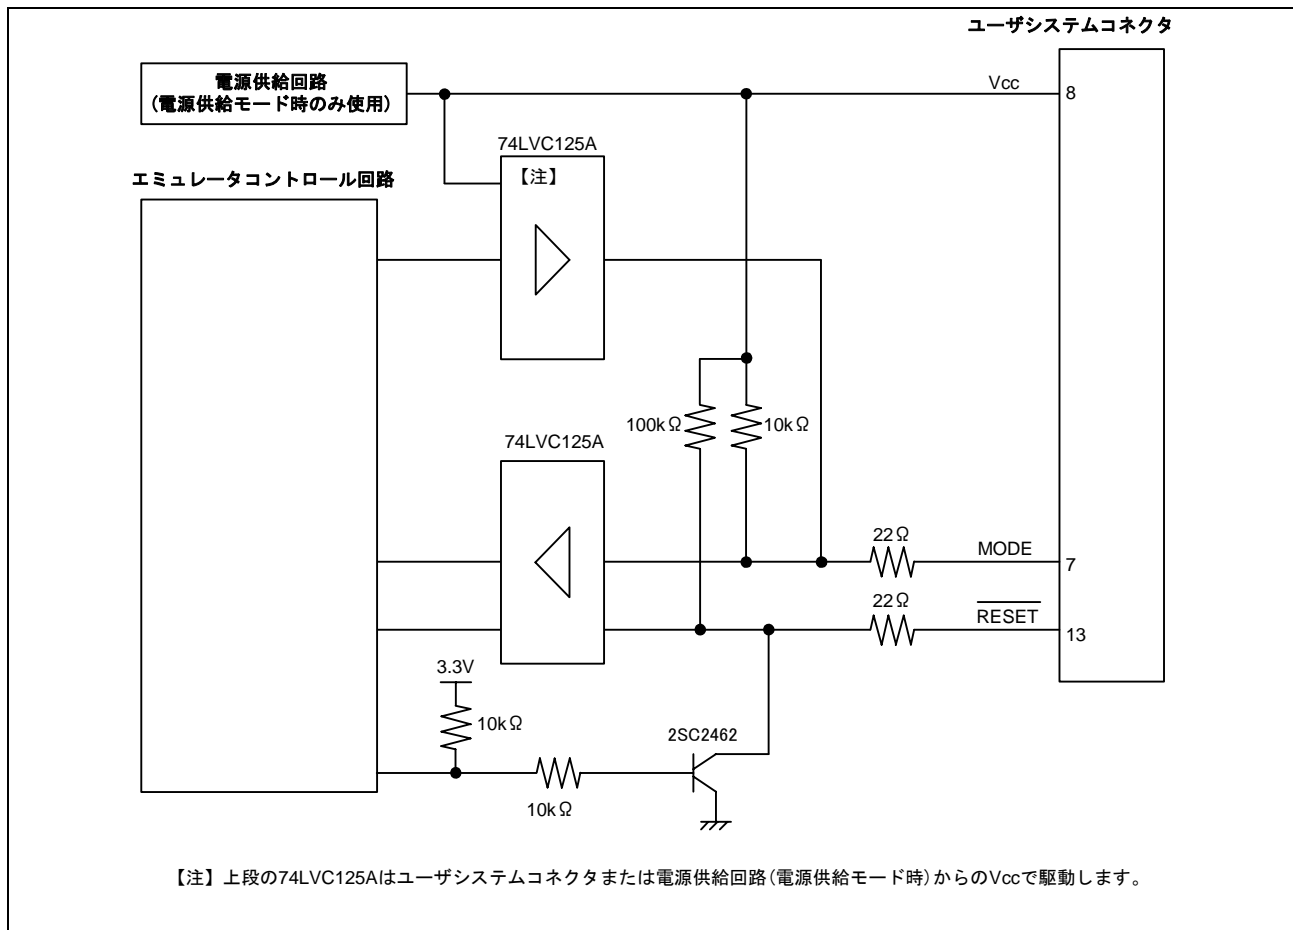 ユーザシステムコネクタ
電源供給回路
(電源供給モード時のみ使用)
Vcc
8
74LVC125A
【注】
エミュレータコントロール回路
100kΩ
10kΩ
74LVC125A
22Ω
MODE
7
22Ω
RESET
13
3.3V
10kΩ
2SC2462
10kΩ
【注】上段の74LVC125Aはユーザシステムコネクタまたは電源供給回路(電源供給モード時)からのVccで駆動します。